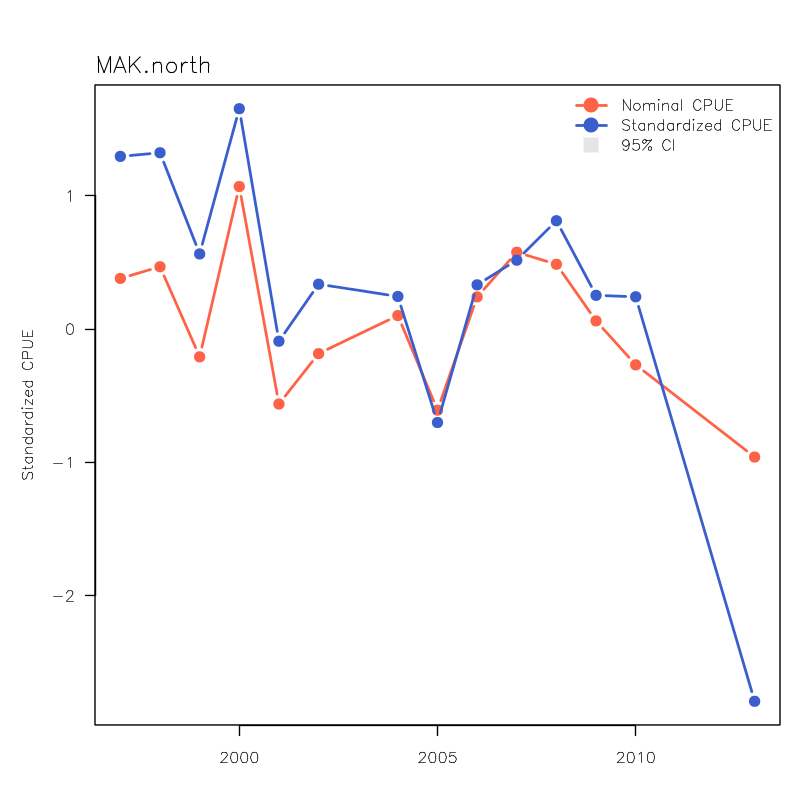 MAK.north
Nominal CPUE
Standardized CPUE
95% CI
Standardized CPUE
1
0
−1
−2
2000
2005
2010